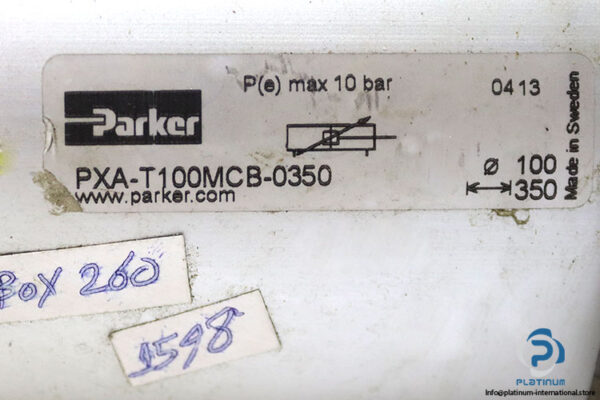 P(e) max 10 bar
0413
Parker
PXA-T100MCB-0350
www.parker.com
Ø 100
350
Made in Sweden
BOX 260
1598
PLATINUM
Info@platinum-international.store